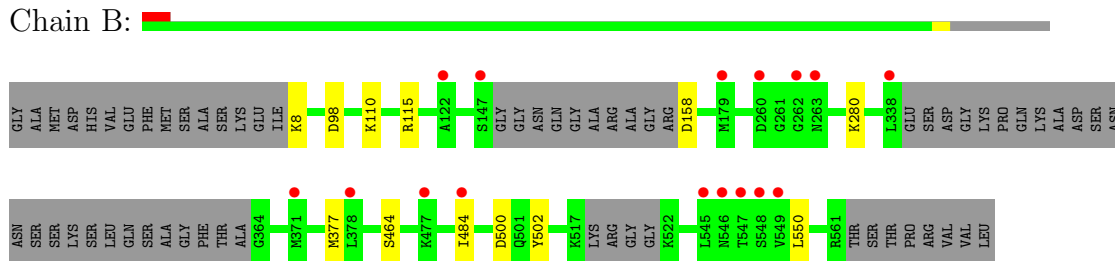 Chain B:
GLY ALA MET ASP HIS VAL GLU PHE MET SER ALA SER LYS GLU ILE K8 D98 K110 R115 A122 S147 GLY GLY ASN GLN GLY ALA ARG ALA GLY ARG D158 M179 D260 G261 G262 N263 K280 L338 GLU SER ASP GLY LYS PRO GLN LYS ALA ASP SER ASN
ASN SER SER LYS SER LEU GLN SER ALA GLY PHE THR ALA G364 M371 M377 L378 S464 K477 I484 D500 Q501 Y502 K517 LYS ARG GLY GLY K522 L545 N546 T547 S548 V549 L550 R561 THR SER THR PRO ARG VAL VAL LEU